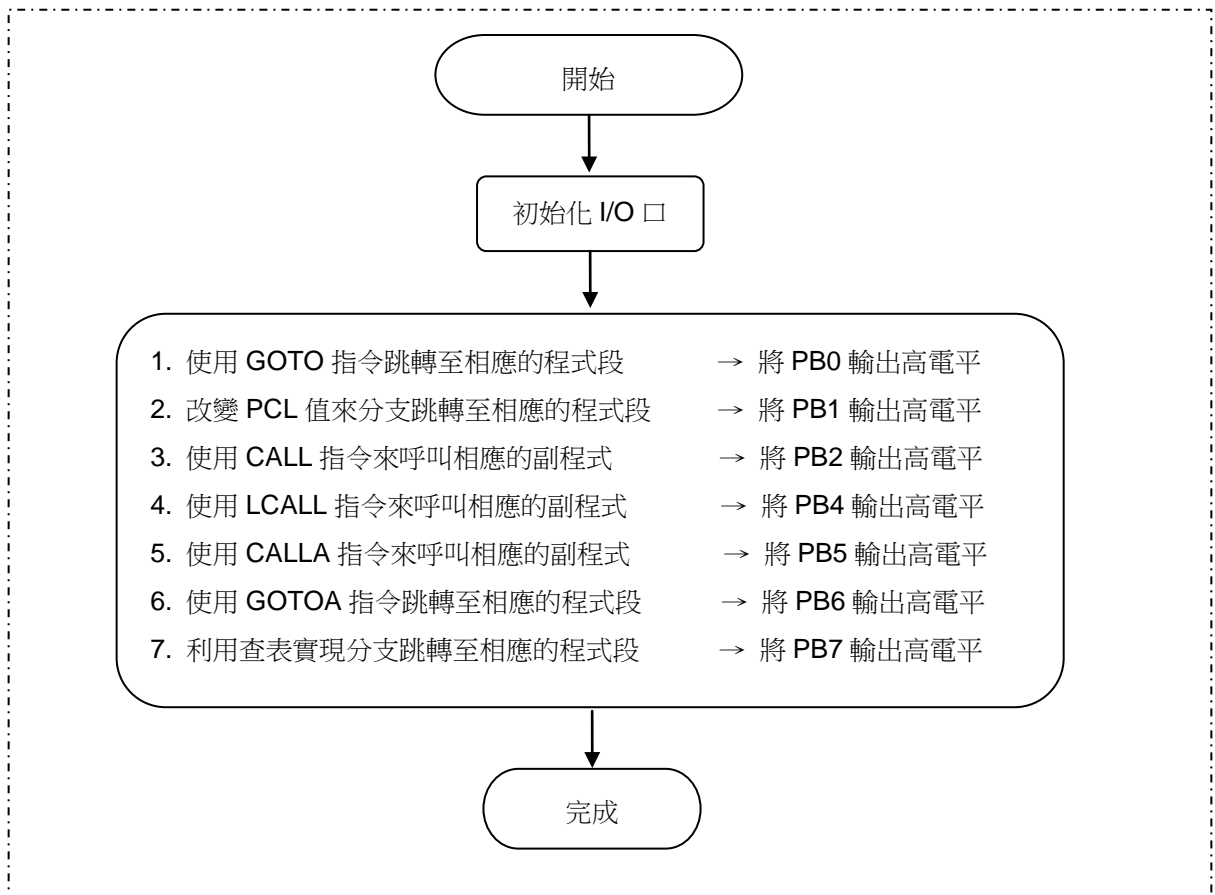 開始
初始化 I/O 口
1. 使用 GOTO 指令跳轉至相應的程式段 → 將 PB0 輸出高電平
2. 改變 PCL 值來分支跳轉至相應的程式段 → 將 PB1 輸出高電平
3. 使用 CALL 指令來呼叫相應的副程式 → 將 PB2 輸出高電平
4. 使用 LCALL 指令來呼叫相應的副程式 → 將 PB4 輸出高電平
5. 使用 CALLA 指令來呼叫相應的副程式 → 將 PB5 輸出高電平
6. 使用 GOTOA 指令跳轉至相應的程式段 → 將 PB6 輸出高電平
7. 利用查表實現分支跳轉至相應的程式段 → 將 PB7 輸出高電平
完成